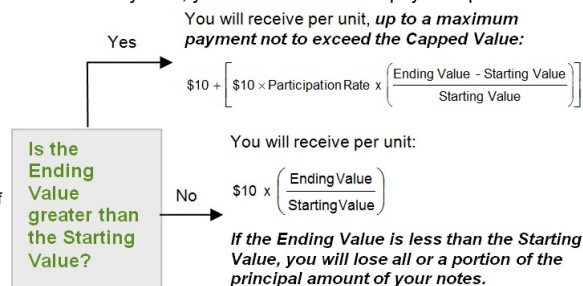 You will receive per unit, up to a maximum
payment not to exceed the Capped Value:
Yes
$10 + [ $10 × Participation Rate x ( Ending Value - Starting Value / Starting Value ) ]
Is the
Ending
Value
greater than
the Starting
Value?
No
You will receive per unit:
$10 x ( Ending Value / Starting Value )
If the Ending Value is less than the Starting
Value, you will lose all or a portion of the
principal amount of your notes.